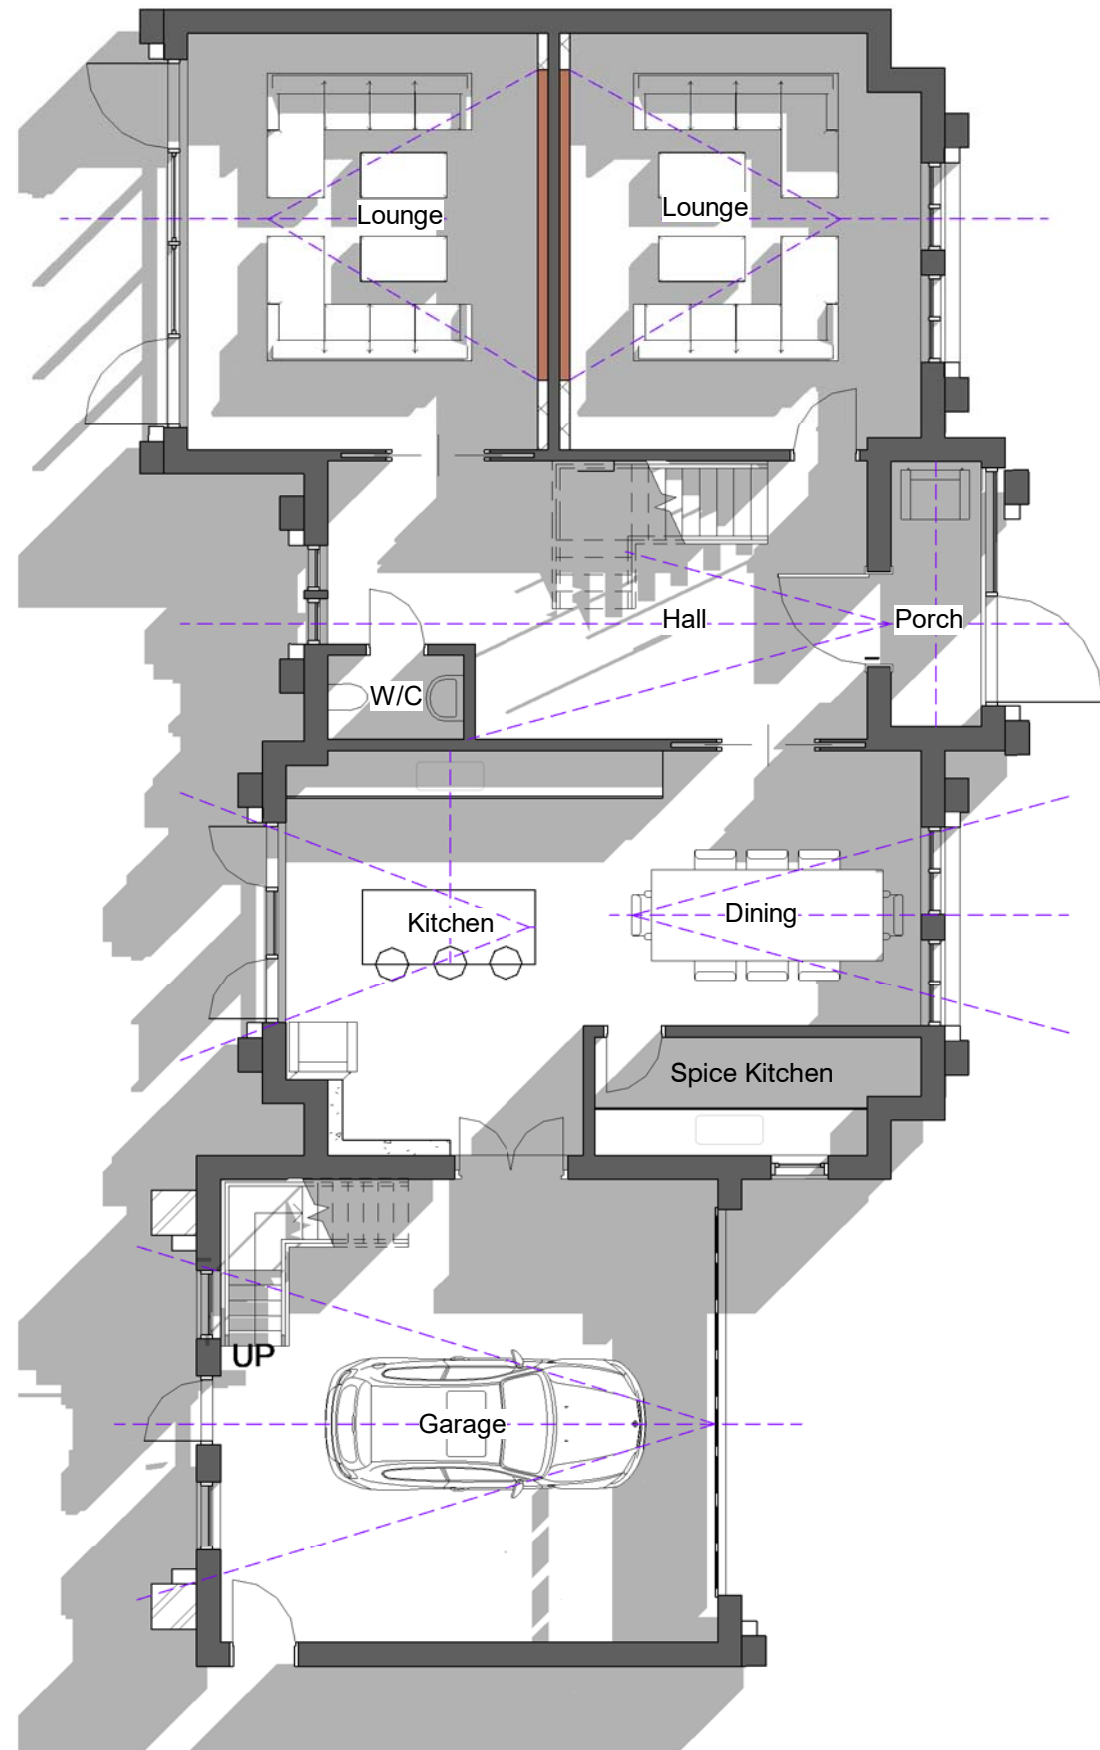 Lounge
Lounge
Hall
Porch
W/C
Kitchen
Dining
Spice Kitchen
UP
Garage